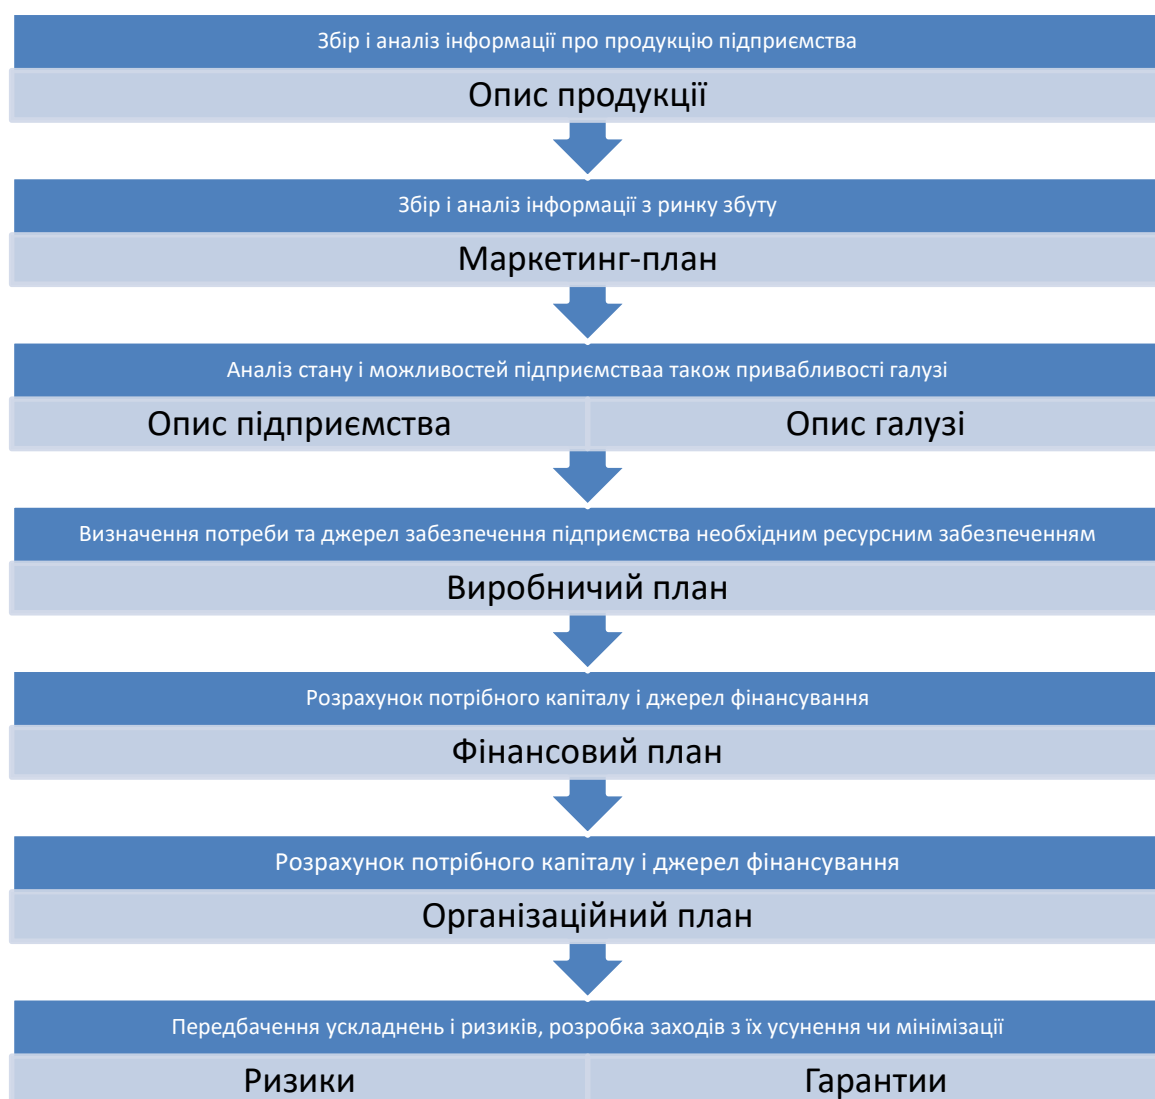 Збір і аналіз інформації про продукцію підприємства
Опис продукції
Збір і аналіз інформації з ринку збуту
Маркетинг-план
Аналіз стану і можливостей підприємстваа також привабливості галузі
Опис підприємства
Опис галузі
Визначення потреби та джерел забезпечення підприємства необхідним ресурсним забезпеченням
Виробничий план
Розрахунок потрібного капіталу і джерел фінансування
Фінансовий план
Розрахунок потрібного капіталу і джерел фінансування
Організаційний план
Передбачення ускладнень і ризиків, розробка заходів з їх усунення чи мінімізації
Ризики
Гарантии